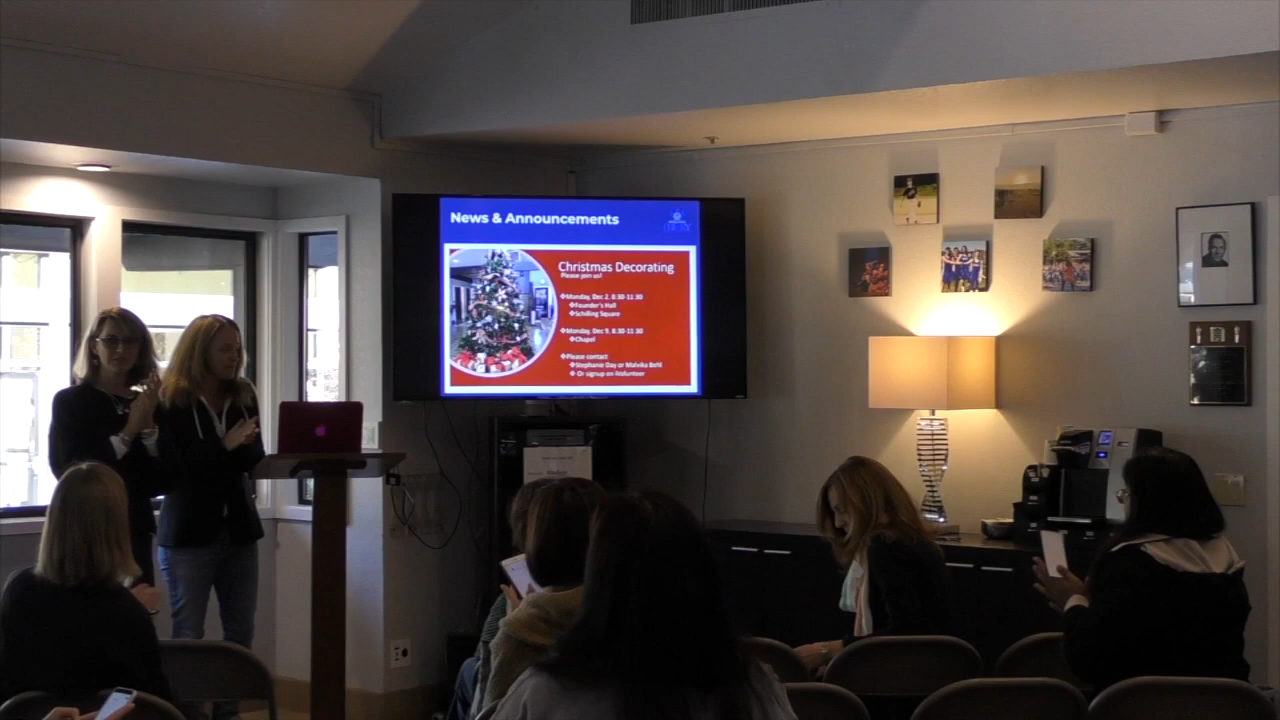 News & Announcements
Christmas Decorating
Please join us!
❖Monday, Dec 2, 8:30-11:30
❖Founder's Hall
❖Schilling Square
❖Monday, Dec 9, 8:30-11:30
❖Chapel
❖Please contact
❖Stephanie Day or Malvika Behl
❖Or signup on iVolunteer